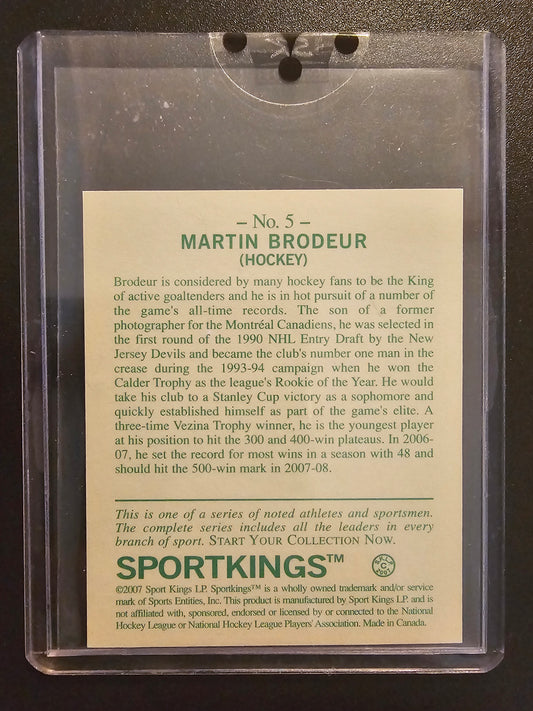 – No. 5 –
MARTIN BRODEUR
(HOCKEY)
Brodeur is considered by many hockey fans to be the King
of active goaltenders and he is in hot pursuit of a number of
the game's all-time records. The son of a former
photographer for the Montréal Canadiens, he was selected in
the first round of the 1990 NHL Entry Draft by the New
Jersey Devils and became the club's number one man in the
crease during the 1993-94 campaign when he won the
Calder Trophy as the league's Rookie of the Year. He would
take his club to a Stanley Cup victory as a sophomore and
quickly established himself as part of the game's elite. A
three-time Vezina Trophy winner, he is the youngest player
at his position to hit the 300 and 400-win plateaus. In 2006-
07, he set the record for most wins in a season with 48 and
should hit the 500-win mark in 2007-08.
This is one of a series of noted athletes and sportsmen.
The complete series includes all the leaders in every
branch of sport. START YOUR COLLECTION NOW.
SPORTKINGS™
©2007 Sport Kings LP. Sportkings™ is a wholly owned trademark and/or service
mark of Sports Entities, Inc. This product is manufactured by Sport Kings LP. and is
not affiliated with, sponsored, endorsed or licensed by or connected to the National
Hockey League or National Hockey League Players' Association. Made in Canada.